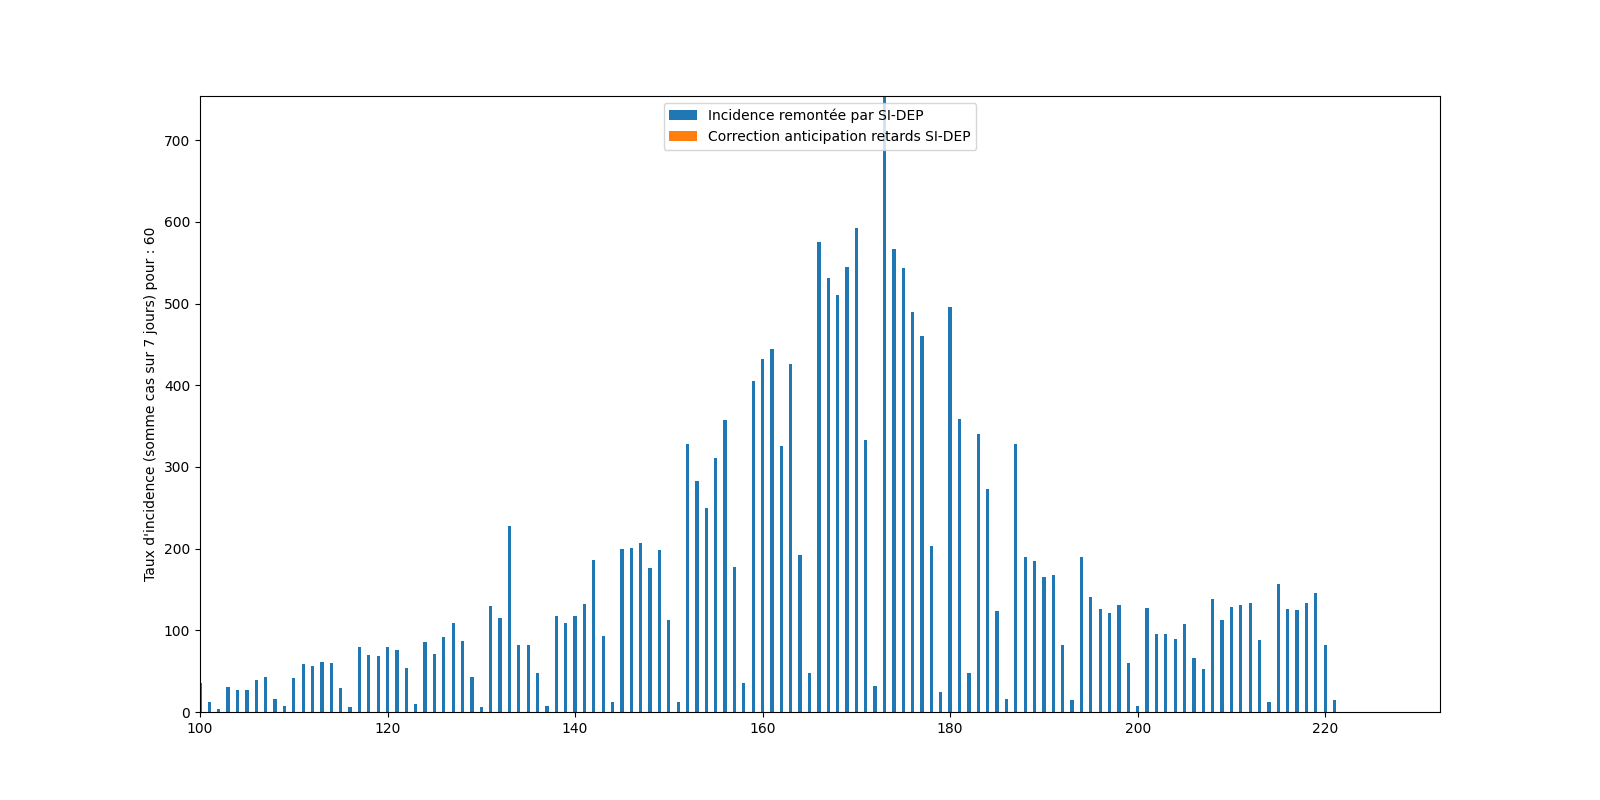 Incidence remontée par SI-DEP
Correction anticipation retards SI-DEP
Taux d'incidence (somme cas sur 7 jours) pour : 60
700
600
500
400
300
200
100
0
100 120 140 160 180 200 220